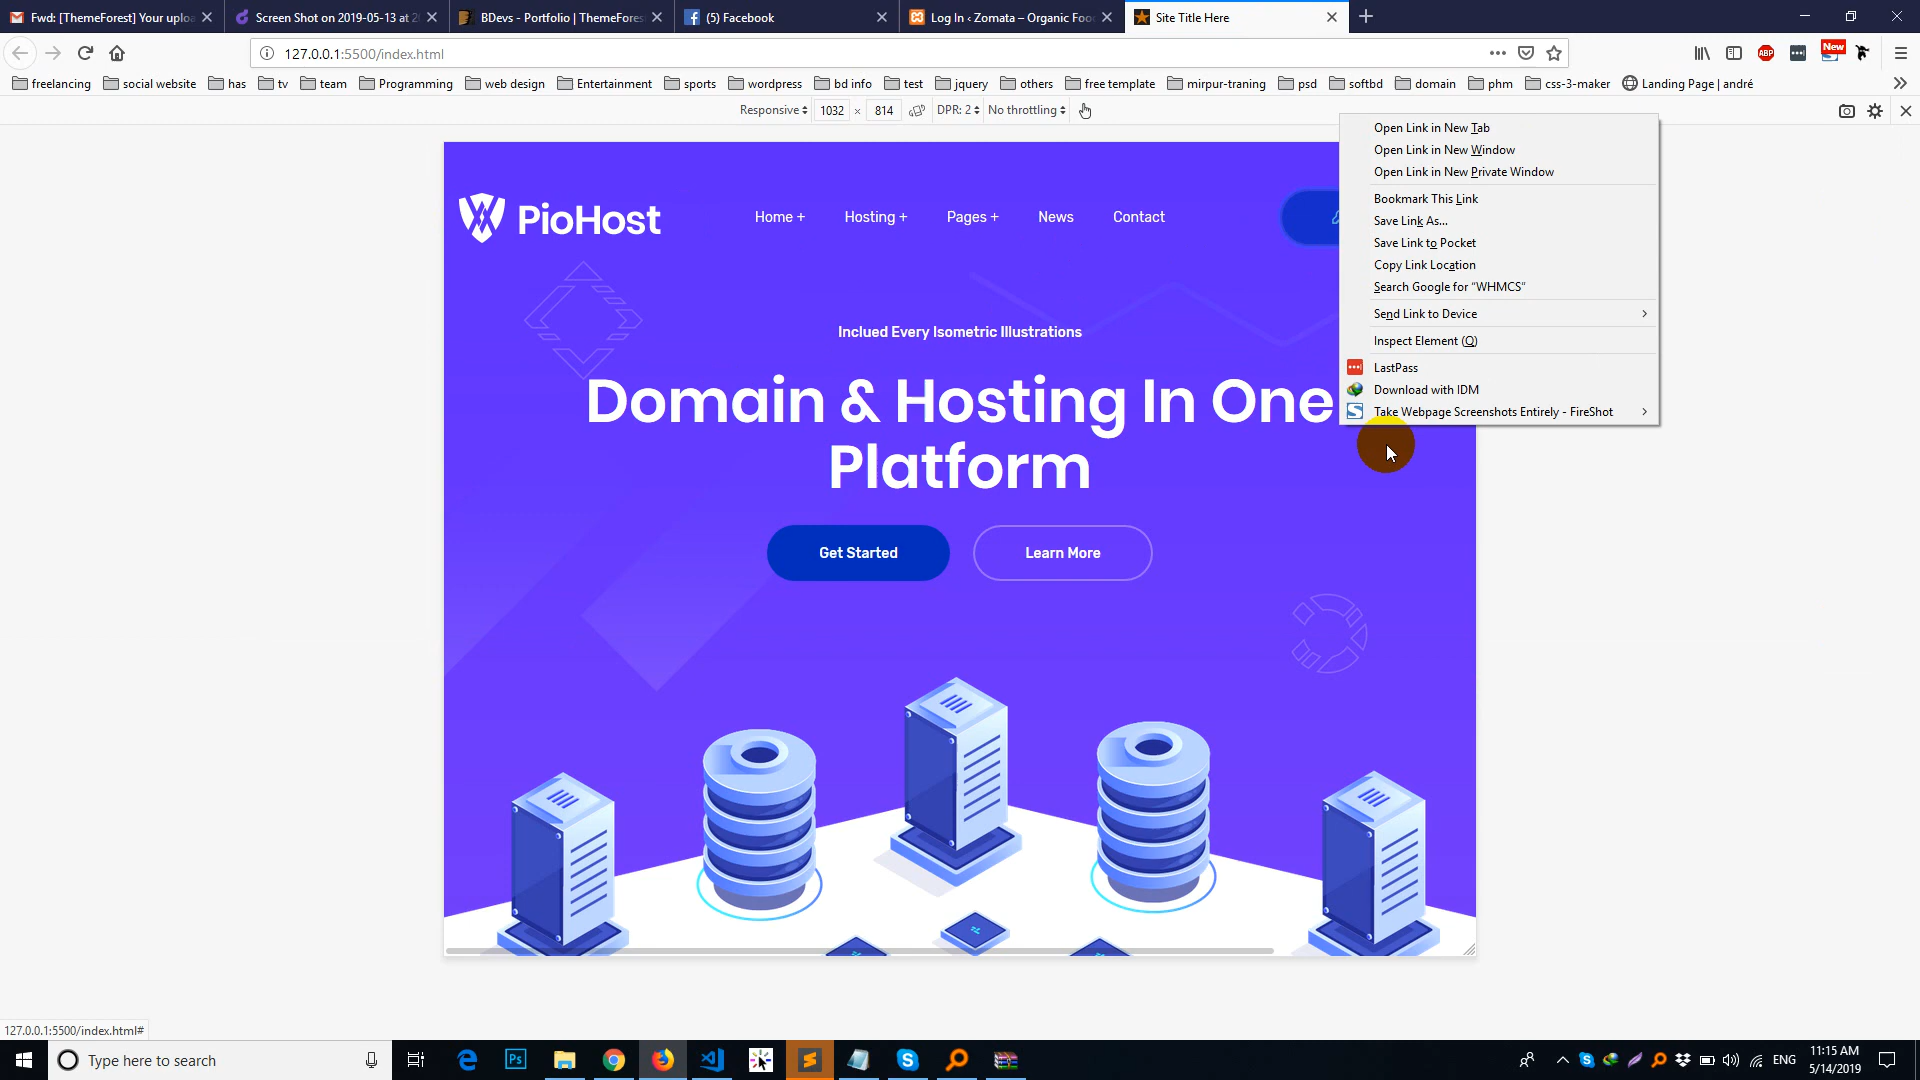 Fwd: [ThemeForest] Your uploa
Screen Shot on 2019-05-13 at 2
BDevs - Portfolio | ThemeFores
(5) Facebook
Log In ‹ Zomata – Organic Foo
Site Title Here
127.0.0.1:5500/index.html
ABP
New
freelancing
social website
has
tv
team
Programming
web design
Entertainment
sports
wordpress
bd info
test
jquery
others
free template
mirpur-traning
psd
softbd
domain
phm
css-3-maker
Landing Page | andré
Responsive
1032 × 814
DPR: 2
No throttling
Open Link in New Tab
Open Link in New Window
Open Link in New Private Window
Bookmark This Link
Save Link As...
Save Link to Pocket
Copy Link Location
Search Google for “WHMCS”
Send Link to Device
Inspect Element (Q)
LastPass
Download with IDM
Take Webpage Screenshots Entirely - FireShot
PioHost
Home +
Hosting +
Pages +
News
Contact
Inclued Every Isometric Illustrations
Domain & Hosting In One
Platform
Get Started
Learn More
127.0.0.1:5500/index.html#
Type here to search
Ps
ENG
11:15 AM
5/14/2019